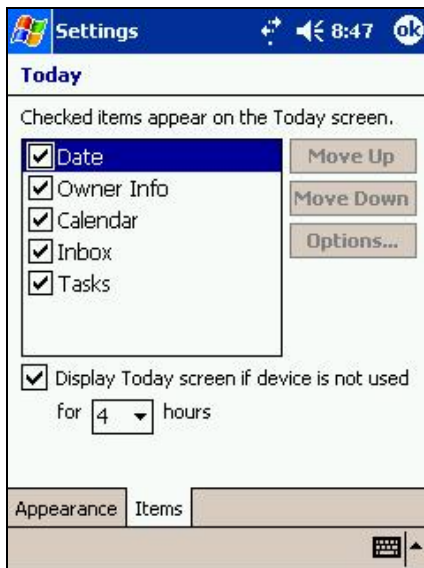 Settings 8:47 ok
Today
Checked items appear on the Today screen.
Date
Owner Info
Calendar
Inbox
Tasks
Move Up
Move Down
Options...
Display Today screen if device is not used
for 4 hours
Appearance Items